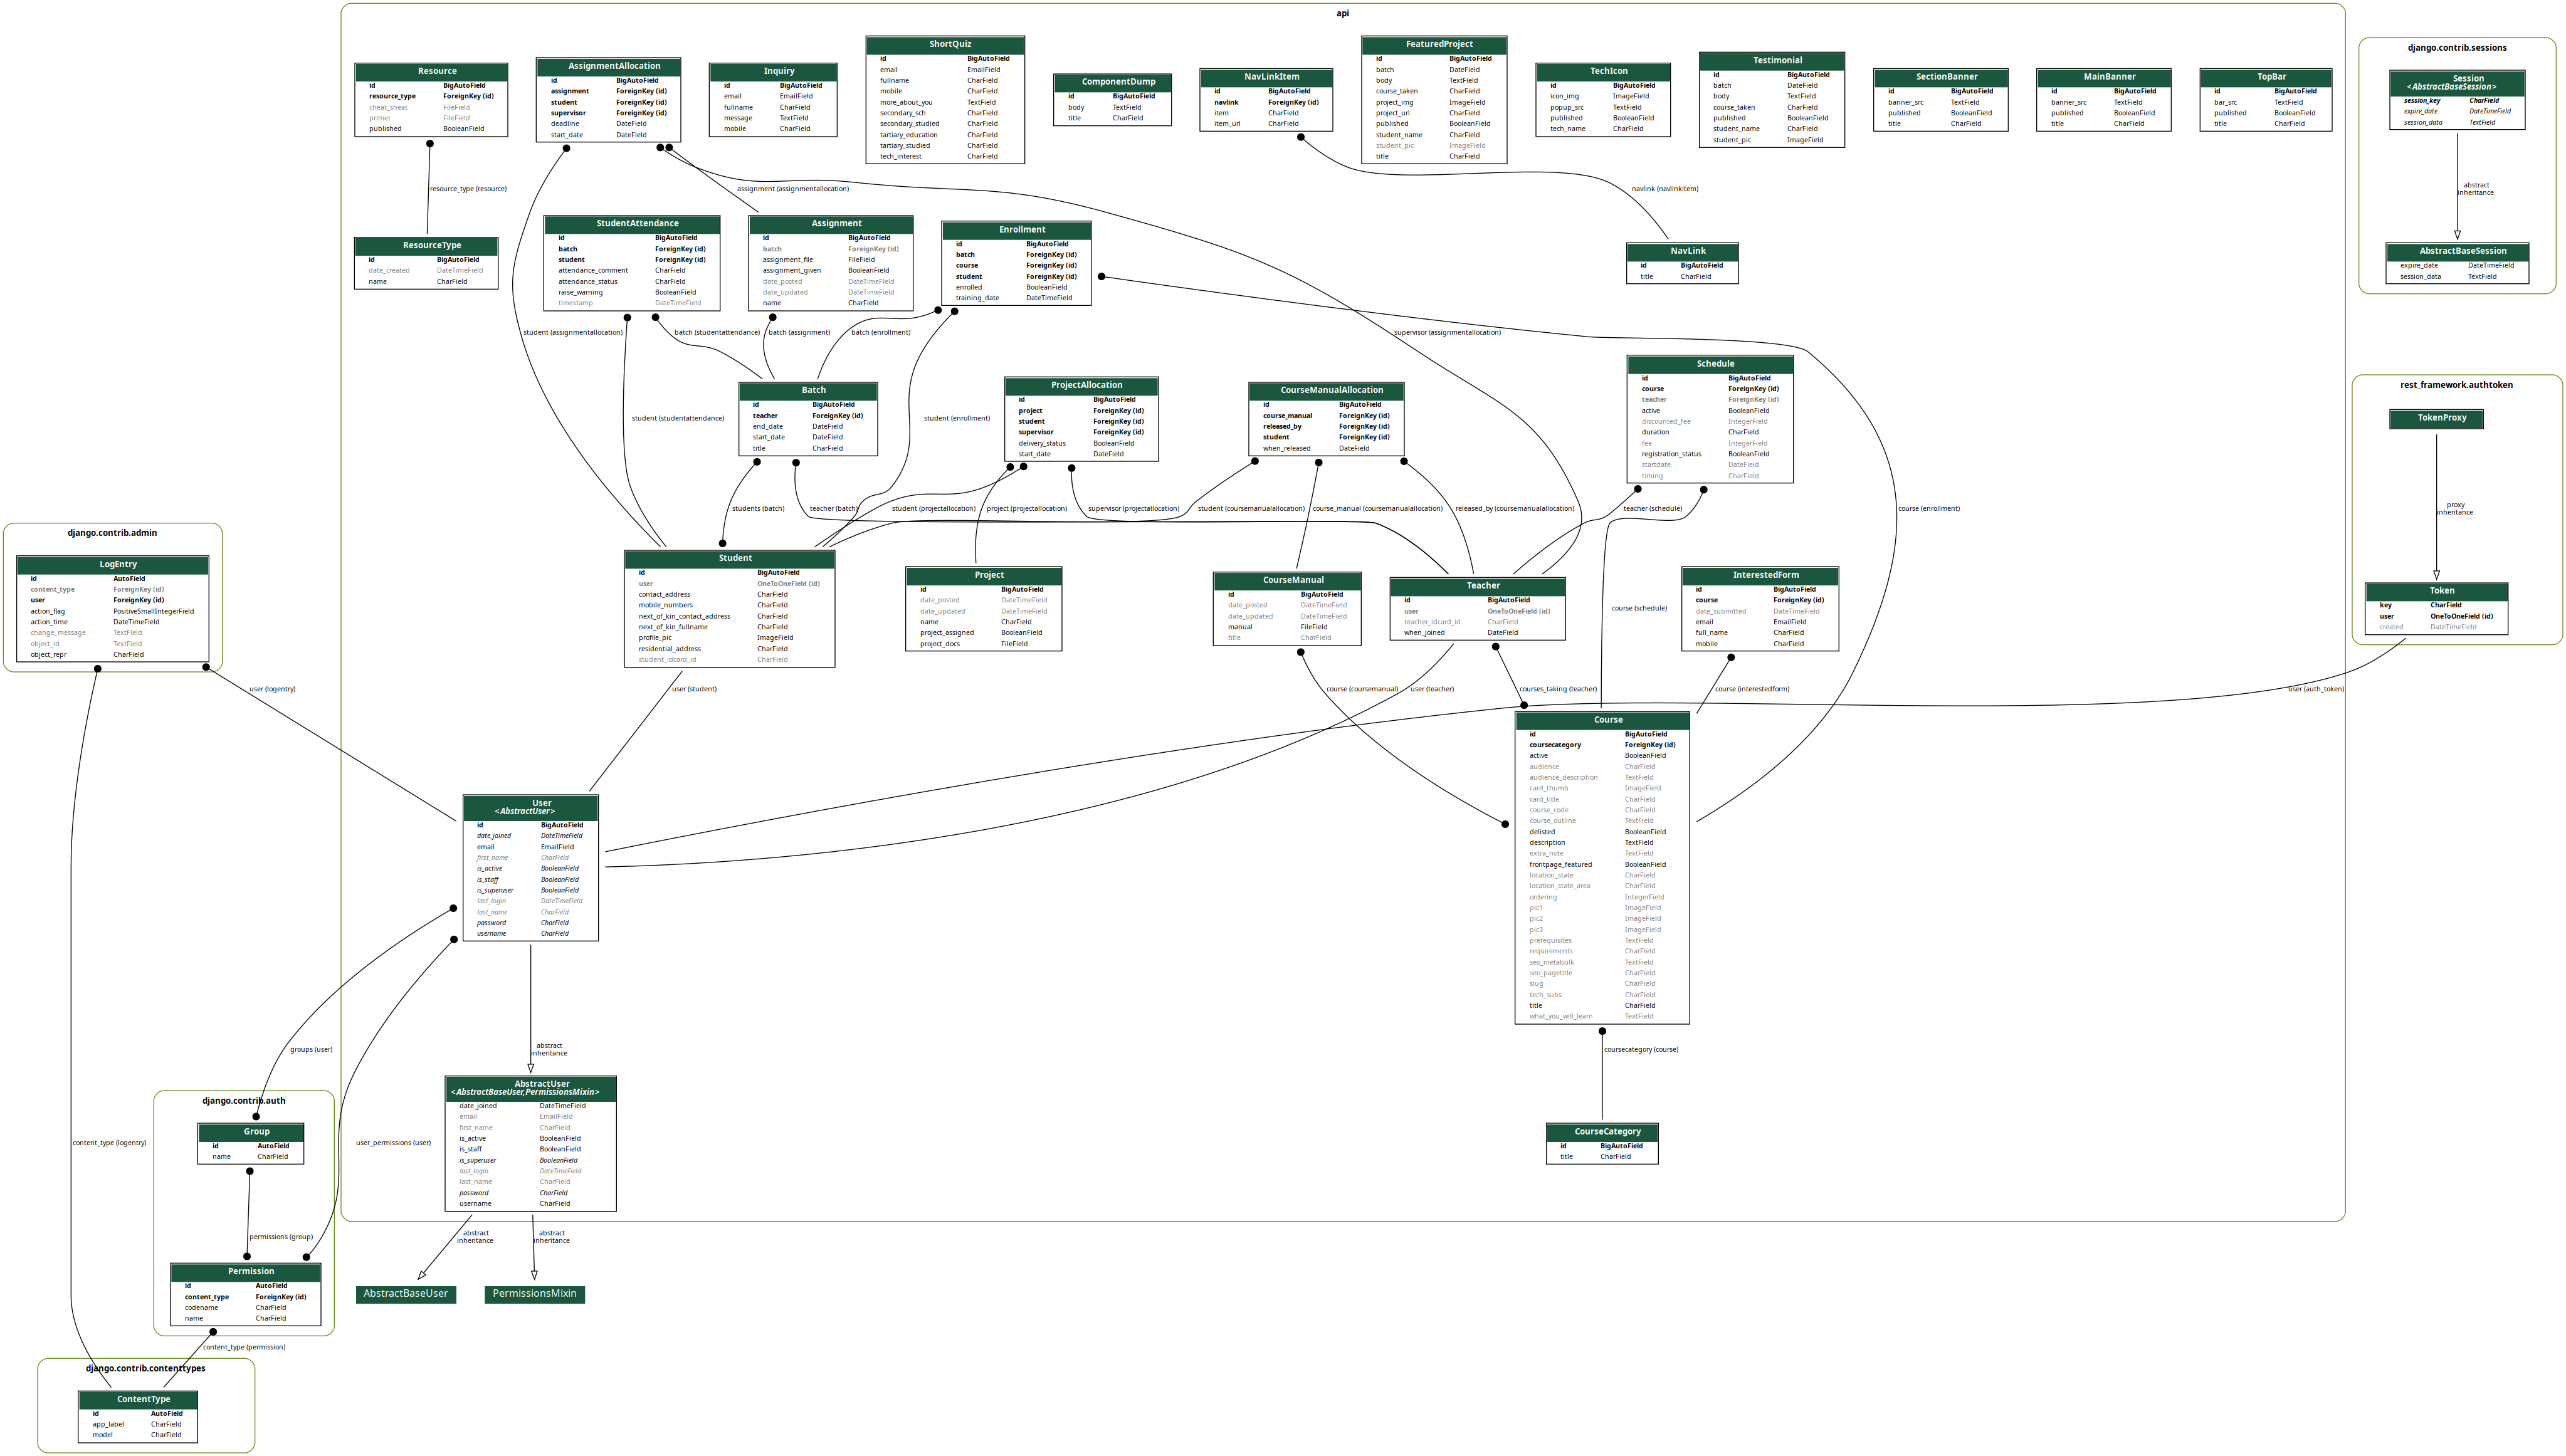 api
Resource
id BigAutoField
resource_type ForeignKey (id)
cheat_sheat FileField
primer FileField
published BooleanField
AssignmentAllocation
id BigAutoField
assignment ForeignKey (id)
student ForeignKey (id)
supervisor ForeignKey (id)
deadline DateField
start_date DateField
Inquiry
id BigAutoField
email EmailField
fullname CharField
message TextField
mobile CharField
ShortQuiz
id BigAutoField
email EmailField
fullname CharField
mobile CharField
more_about_you TextField
secondary_sch CharField
secondary_studied CharField
tartiary_education CharField
tartiary_studied CharField
tech_interest CharField
ComponentDump
id BigAutoField
body TextField
title CharField
NavLinkItem
id BigAutoField
navlink ForeignKey (id)
item CharField
item_url CharField
FeaturedProject
id BigAutoField
batch DateField
body TextField
course_taken CharField
project_img ImageField
project_url CharField
published BooleanField
student_name CharField
student_pic ImageField
title CharField
TechIcon
id BigAutoField
icon_img ImageField
popup_src TextField
published BooleanField
tech_name CharField
Testimonial
id BigAutoField
batch DateField
body TextField
course_taken CharField
published BooleanField
student_name CharField
student_pic ImageField
SectionBanner
id BigAutoField
banner_src TextField
published BooleanField
title CharField
MainBanner
id BigAutoField
banner_src TextField
published BooleanField
title CharField
TopBar
id BigAutoField
bar_src TextField
published BooleanField
title CharField
django.contrib.sessions
Session
<AbstractBaseSession>
session_key CharField
expire_date DateTimeField
session_data TextField
resource_type (resource)
assignment (assignmentallocation)
navlink (navlinkitem)
abstract
inheritance
ResourceType
id BigAutoField
date_created DateTimeField
name CharField
StudentAttendance
id BigAutoField
batch ForeignKey (id)
student ForeignKey (id)
attendance_comment CharField
attendance_status CharField
raise_warning BooleanField
timestamp DateTimeField
Assignment
id BigAutoField
batch ForeignKey (id)
assignment_file FileField
assignment_given BooleanField
date_posted DateTimeField
date_updated DateTimeField
name CharField
Enrollment
id BigAutoField
batch ForeignKey (id)
course ForeignKey (id)
student ForeignKey (id)
enrolled BooleanField
training_date DateTimeField
NavLink
id BigAutoField
title CharField
AbstractBaseSession
expire_date DateTimeField
session_data TextField
student (assignmentallocation)
batch (studentattendance)
batch (assignment)
batch (enrollment)
supervisor (assignmentallocation)
student (studentattendance)
Batch
id BigAutoField
teacher ForeignKey (id)
end_date DateField
start_date DateField
title CharField
student (enrollment)
ProjectAllocation
id BigAutoField
project ForeignKey (id)
student ForeignKey (id)
supervisor ForeignKey (id)
delivery_status BooleanField
start_date DateField
CourseManualAllocation
id BigAutoField
course_manual ForeignKey (id)
released_by ForeignKey (id)
student ForeignKey (id)
when_released DateField
Schedule
id BigAutoField
course ForeignKey (id)
teacher ForeignKey (id)
active BooleanField
discounted_fee IntegerField
duration CharField
fee IntegerField
registration_status BooleanField
startdate DateField
timing CharField
rest_framework.authtoken
TokenProxy
students (batch)
teacher (batch)
student (projectallocation)
project (projectallocation)
supervisor (projectallocation)
student (coursemanualallocation)
course_manual (coursemanualallocation)
released_by (coursemanualallocation)
teacher (schedule)
course (enrollment)
proxy
inheritance
django.contrib.admin
LogEntry
id AutoField
content_type ForeignKey (id)
user ForeignKey (id)
action_flag PositiveSmallIntegerField
action_time DateTimeField
change_message TextField
object_id TextField
object_repr CharField
Student
id BigAutoField
user OneToOneField (id)
contact_address CharField
mobile_numbers CharField
next_of_kin_contact_address CharField
next_of_kin_fullname CharField
profile_pic ImageField
residential_address CharField
student_idcard_id CharField
Project
id BigAutoField
date_posted DateTimeField
date_updated DateTimeField
name CharField
project_assigned BooleanField
project_docs FileField
CourseManual
id BigAutoField
date_posted DateTimeField
date_updated DateTimeField
manual FileField
title CharField
Teacher
id BigAutoField
user OneToOneField (id)
teacher_idcard_id CharField
when_joined DateField
course (schedule)
InterestedForm
id BigAutoField
course ForeignKey (id)
date_submitted DateTimeField
email EmailField
full_name CharField
mobile CharField
Token
key CharField
user OneToOneField (id)
created DateTimeField
user (logentry)
user (student)
course (coursemanual)
user (teacher)
courses_taking (teacher)
course (interestedform)
user (auth_token)
Course
id BigAutoField
coursecategory ForeignKey (id)
active BooleanField
audience CharField
audience_description TextField
card_thumb ImageField
card_title CharField
course_code CharField
course_outline TextField
delisted BooleanField
description TextField
extra_note TextField
frontpage_featured BooleanField
location_state CharField
location_state_area CharField
ordering IntegerField
pic1 ImageField
pic2 ImageField
pic3 ImageField
prerequisites TextField
requirements CharField
seo_metabulk TextField
seo_pagetitle CharField
slug CharField
tech_subs CharField
title CharField
what_you_will_learn TextField
User
<AbstractUser>
id BigAutoField
date_joined DateTimeField
email EmailField
first_name CharField
is_active BooleanField
is_staff BooleanField
is_superuser BooleanField
last_login DateTimeField
last_name CharField
password CharField
username CharField
groups (user)
abstract
inheritance
coursecategory (course)
django.contrib.auth
Group
id AutoField
name CharField
AbstractUser
<AbstractBaseUser,PermissionsMixin>
date_joined DateTimeField
email EmailField
first_name CharField
is_active BooleanField
is_staff BooleanField
is_superuser BooleanField
last_login DateTimeField
last_name CharField
password CharField
username CharField
CourseCategory
id BigAutoField
title CharField
content_type (logentry)
user_permissions (user)
permissions (group)
abstract
inheritance
abstract
inheritance
Permission
id AutoField
content_type ForeignKey (id)
codename CharField
name CharField
AbstractBaseUser
PermissionsMixin
content_type (permission)
django.contrib.contenttypes
ContentType
id AutoField
app_label CharField
model CharField